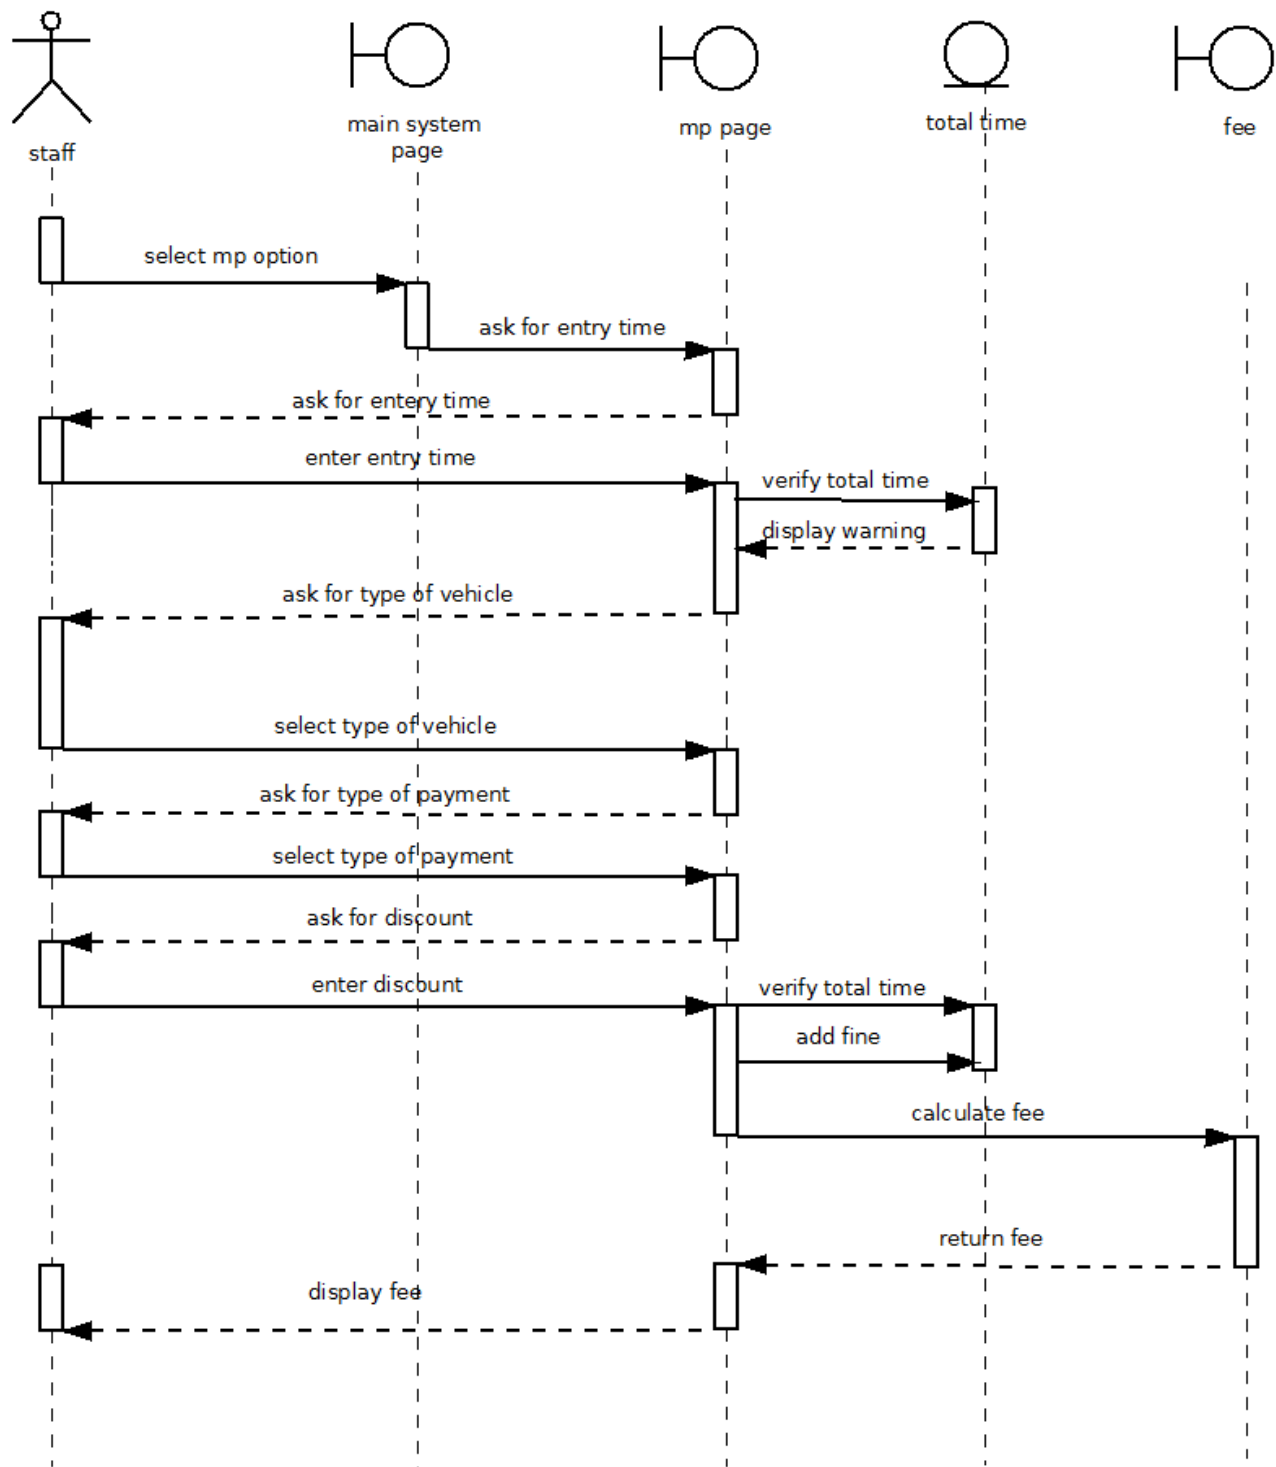 staff
main system
page
mp page
total time
fee
select mp option
ask for entry time
ask for entery time
enter entry time
verify total time
display warning
ask for type of vehicle
select type of vehicle
ask for type of payment
select type of payment
ask for discount
enter discount
verify total time
add fine
calculate fee
return fee
display fee